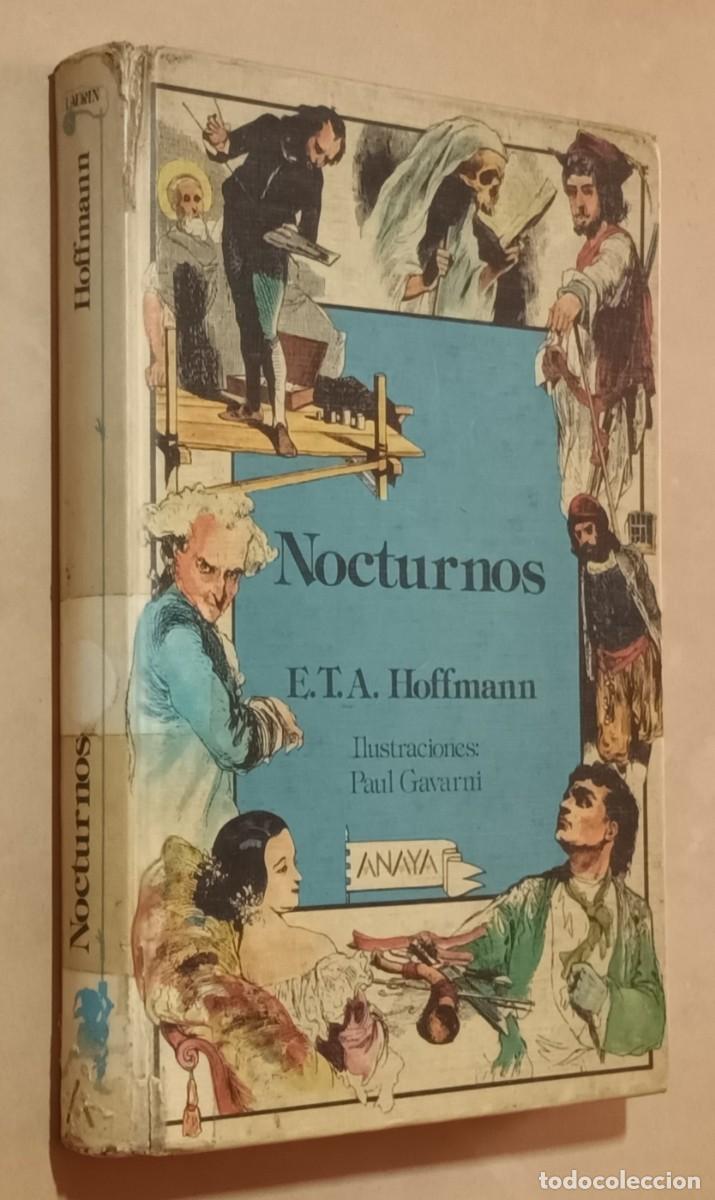 Hoffmann
Nocturnos
Nocturnos
E.T.A. Hoffmann
Ilustraciones:
Paul Gavarni
ANAYA
todocoleccion